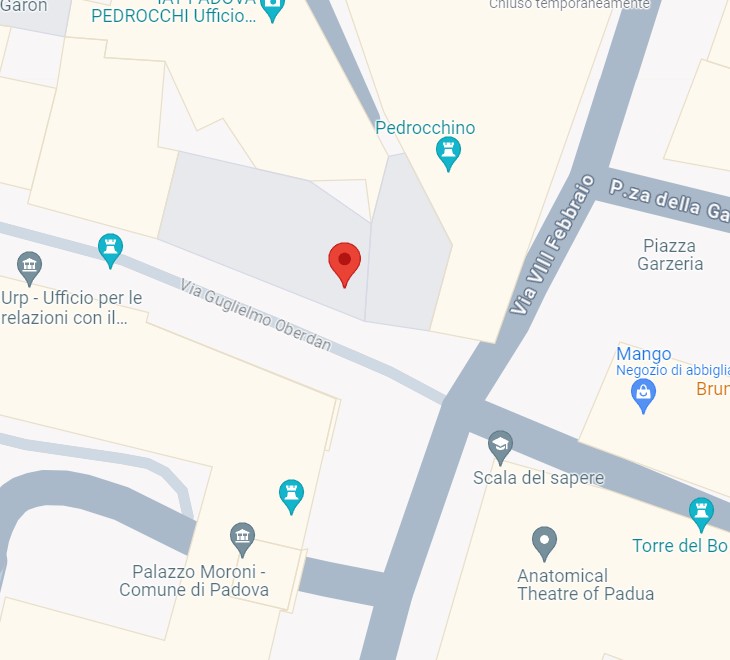 Garon
IAT PADOVA
PEDROCCHI Ufficio...
Chiuso temporaneamente
Pedrocchino
Via VIII Febbraio
P.za della Ga
Piazza
Garzeria
Urp - Ufficio per le
relazioni con il...
Via Guglielmo Oberdan
Mango
Negozio di abbiglia
Brun
Scala del sapere
Torre del Bo
Palazzo Moroni -
Comune di Padova
Anatomical
Theatre of Padua